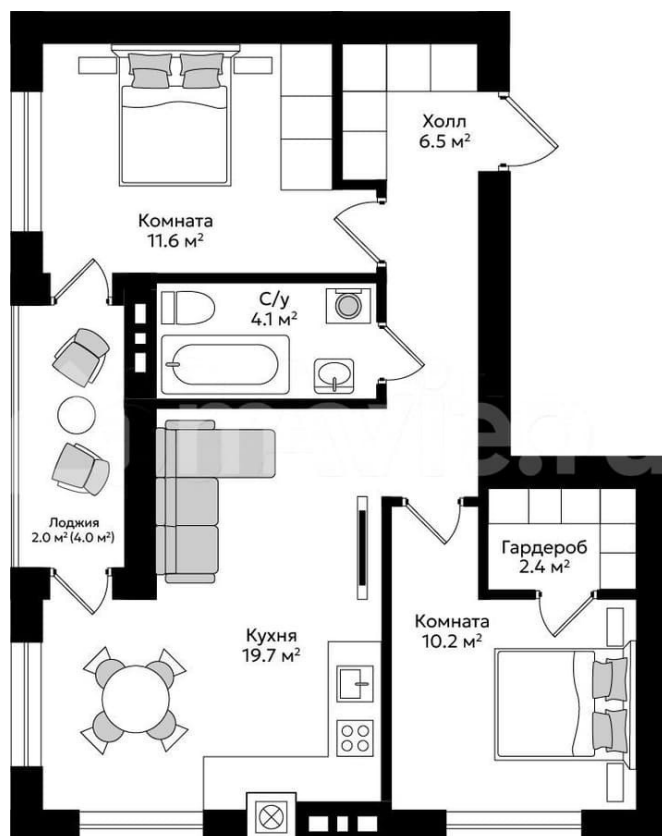 Холл
6.5 м²
Комната
11.6 м²
С/у
4.1 м²
Лоджия
2.0 м² (4.0 м²)
Гардероб
2.4 м²
Комната
10.2 м²
Кухня
19.7 м²